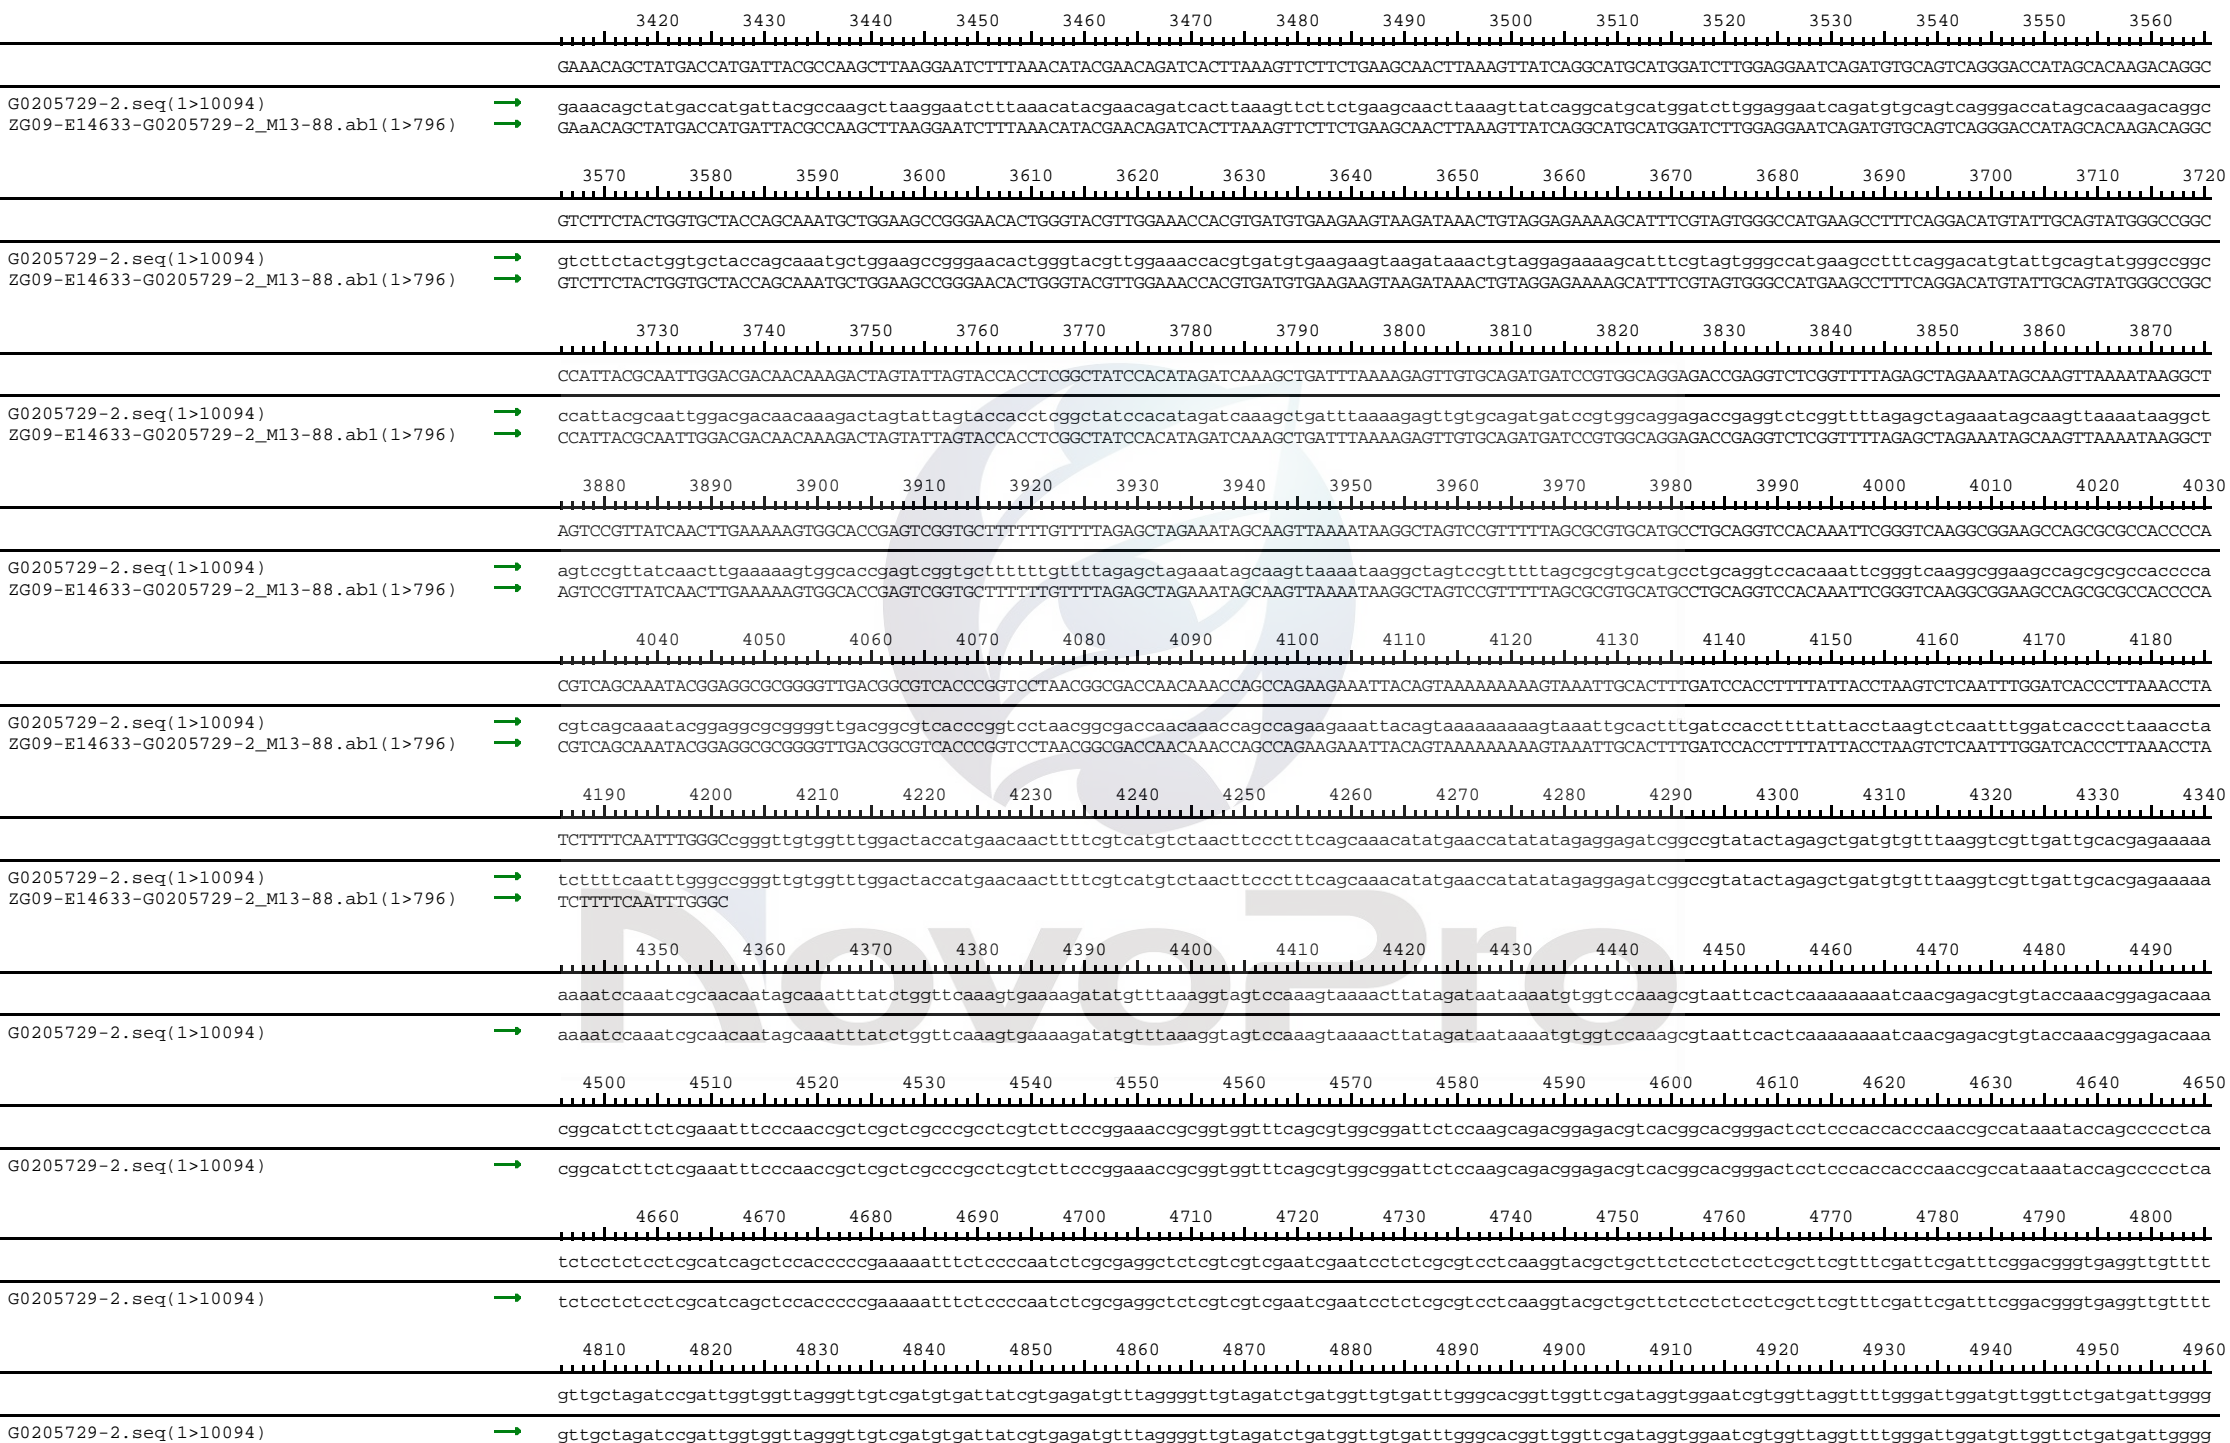 3420 3430 3440 3450 3460 3470 3480 3490 3500 3510 3520 3530 3540 3550 3560
GAAACAGCTATGACCATGATTACGCCAAGCTTAAGGAATCTTTAAACATACGAACAGATCACTTAAAGTTCTTCTGAAGCAACTTAAAGTTATCAGGCATGCATGGATCTTGGAGGAATCAGATGTGCAGTCAGGGACCATAGCACAAGACAGGC
G0205729-2.seq(1>10094) gaaacagctatgaccatgattacgccaagcttaaggaatctttaaacatacgaacagatcacttaaagttcttctgaagcaacttaaagttatcaggcatgcatggatcttggaggaatcagatgtgcagtcagggaccatagcacaagacaggc
ZG09-E14633-G0205729-2_M13-88.ab1(1>796) GAaACAGCTATGACCATGATTACGCCAAGCTTAAGGAATCTTTAAACATACGAACAGATCACTTAAAGTTCTTCTGAAGCAACTTAAAGTTATCAGGCATGCATGGATCTTGGAGGAATCAGATGTGCAGTCAGGGACCATAGCACAAGACAGGC
3570 3580 3590 3600 3610 3620 3630 3640 3650 3660 3670 3680 3690 3700 3710 3720
GTCTTCTACTGGTGCTACCAGCAAATGCTGGAAGCCGGGAACACTGGGTACGTTGGAAACCACGTGATGTGAAGAAGTAAGATAAACTGTAGGAGAAAAGCATTTCGTAGTGGGCCATGAAGCCTTTCAGGACATGTATTGCAGTATGGGCCGGC
G0205729-2.seq(1>10094) gtcttctactggtgctaccagcaaatgctggaagccgggaacactgggtacgttggaaaccacgtgatgtgaagaagtaagataaactgtaggagaaaagcatttcgtagtgggccatgaagcctttcaggacatgtattgcagtatgggccggc
ZG09-E14633-G0205729-2_M13-88.ab1(1>796) GTCTTCTACTGGTGCTACCAGCAAATGCTGGAAGCCGGGAACACTGGGTACGTTGGAAACCACGTGATGTGAAGAAGTAAGATAAACTGTAGGAGAAAAGCATTTCGTAGTGGGCCATGAAGCCTTTCAGGACATGTATTGCAGTATGGGCCGGC
3730 3740 3750 3760 3770 3780 3790 3800 3810 3820 3830 3840 3850 3860 3870
CCATTACGCAATTGGACGACAACAAAGACTAGTATTAGTACCACCTCGGCTATCCACATAGATCAAAGCTGATTTAAAAGAGTTGTGCAGATGATCCGTGGCAGGAGACCGAGGTCTCGGTTTTAGAGCTAGAAATAGCAAGTTAAAATAAGGCT
G0205729-2.seq(1>10094) ccattacgcaattggacgacaacaaagactagtattagtaccacctcggctatccacatagatcaaagctgatttaaaagagttgtgcagatgatccgtggcaggagaccgaggtctcggttttagagctagaaatagcaagttaaaataaggct
ZG09-E14633-G0205729-2_M13-88.ab1(1>796) CCATTACGCAATTGGACGACAACAAAGACTAGTATTAGTACCACCTCGGCTATCCACATAGATCAAAGCTGATTTAAAAGAGTTGTGCAGATGATCCGTGGCAGGAGACCGAGGTCTCGGTTTTAGAGCTAGAAATAGCAAGTTAAAATAAGGCT
3880 3890 3900 3910 3920 3930 3940 3950 3960 3970 3980 3990 4000 4010 4020 4030
AGTCCGTTATCAACTTGAAAAAGTGGCACCGAGTCGGTGCTTTTTTGTTTTAGAGCTAGAAATAGCAAGTTAAAATAAGGCTAGTCCGTTTTTAGCGCGTGCATGCCTGCAGGTCCACAAATTCGGGTCAAGGCGGAAGCCAGCGCGCCACCCCA
G0205729-2.seq(1>10094) agtccgttatcaacttgaaaaagtggcaccgagtcggtgcttttttgttttagagctagaaatagcaagttaaaataaggctagtccgtttttagcgcgtgcatgcctgcaggtccacaaattcgggtcaaggcggaagccagcgcgccacccca
ZG09-E14633-G0205729-2_M13-88.ab1(1>796) AGTCCGTTATCAACTTGAAAAAGTGGCACCGAGTCGGTGCTTTTTTGTTTTAGAGCTAGAAATAGCAAGTTAAAATAAGGCTAGTCCGTTTTTAGCGCGTGCATGCCTGCAGGTCCACAAATTCGGGTCAAGGCGGAAGCCAGCGCGCCACCCCA
4040 4050 4060 4070 4080 4090 4100 4110 4120 4130 4140 4150 4160 4170 4180
CGTCAGCAAATACGGAGGCGCGGGGTTGACGGCGTCACCCGGTCCTAACGGCGACCAACAAACCAGCCAGAAGAAATTACAGTAAAAAAAAAGTAAATTGCACTTTGATCCACCTTTTATTACCTAAGTCTCAATTTGGATCACCCTTAAACCTA
G0205729-2.seq(1>10094) cgtcagcaaatacggaggcgcggggttgacggcgtcacccggtcctaacggcgaccaacaaaccagccagaagaaattacagtaaaaaaaaagtaaattgcactttgatccaccttttattacctaagtctcaatttggatcacccttaaaccta
ZG09-E14633-G0205729-2_M13-88.ab1(1>796) CGTCAGCAAATACGGAGGCGCGGGGTTGACGGCGTCACCCGGTCCTAACGGCGACCAACAAACCAGCCAGAAGAAATTACAGTAAAAAAAAAGTAAATTGCACTTTGATCCACCTTTTATTACCTAAGTCTCAATTTGGATCACCCTTAAACCTA
4190 4200 4210 4220 4230 4240 4250 4260 4270 4280 4290 4300 4310 4320 4330 4340
TCTTTTCAATTTGGGCcgggttgtggtttggactaccatgaacaacttttcgtcatgtctaacttccctttcagcaaacatatgaaccatatatagaggagatcggccgtatactagagctgatgtgtttaaggtcgttgattgcacgagaaaaa
G0205729-2.seq(1>10094) tcttttcaatttgggccgggttgtggtttggactaccatgaacaacttttcgtcatgtctaacttccctttcagcaaacatatgaaccatatatagaggagatcggccgtatactagagctgatgtgtttaaggtcgttgattgcacgagaaaaa
ZG09-E14633-G0205729-2_M13-88.ab1(1>796) TCTTTTCAATTTGGGC
NovoPro
4350 4360 4370 4380 4390 4400 4410 4420 4430 4440 4450 4460 4470 4480 4490
aaaatccaaatcgcaacaatagcaaatttatctggttcaaagtgaaaagatatgtttaaaggtagtccaaagtaaaacttatagataataaaatgtggtccaaagcgtaattcactcaaaaaaaatcaacgagacgtgtaccaaacggagacaaa
G0205729-2.seq(1>10094) aaaatccaaatcgcaacaatagcaaatttatctggttcaaagtgaaaagatatgtttaaaggtagtccaaagtaaaacttatagataataaaatgtggtccaaagcgtaattcactcaaaaaaaatcaacgagacgtgtaccaaacggagacaaa
4500 4510 4520 4530 4540 4550 4560 4570 4580 4590 4600 4610 4620 4630 4640 4650
cggcatcttctcgaaatttcccaaccgctcgctcgcccgcctcgtcttcccggaaaccgcggtggtttcagcgtggcggattctccaagcagacggagacgtcacggcacgggactcctcccaccacccaaccgccataaataccagccccctca
G0205729-2.seq(1>10094) cggcatcttctcgaaatttcccaaccgctcgctcgcccgcctcgtcttcccggaaaccgcggtggtttcagcgtggcggattctccaagcagacggagacgtcacggcacgggactcctcccaccacccaaccgccataaataccagccccctca
4660 4670 4680 4690 4700 4710 4720 4730 4740 4750 4760 4770 4780 4790 4800
tctcctctcctcgcatcagctccacccccgaaaaatttctccccaatctcgcgaggctctcgtcgtcgaatcgaatcctctcgcgtcctcaaggtacgctgcttctcctctcctcgcttcgtttcgattcgatttcggacgggtgaggttgtttt
G0205729-2.seq(1>10094) tctcctctcctcgcatcagctccacccccgaaaaatttctccccaatctcgcgaggctctcgtcgtcgaatcgaatcctctcgcgtcctcaaggtacgctgcttctcctctcctcgcttcgtttcgattcgatttcggacgggtgaggttgtttt
4810 4820 4830 4840 4850 4860 4870 4880 4890 4900 4910 4920 4930 4940 4950 4960
gttgctagatccgattggtggttagggttgtcgatgtgattatcgtgagatgtttaggggttgtagatctgatggttgtgatttgggcacggttggttcgataggtggaatcgtggttaggttttgggattggatgttggttctgatgattgggg
G0205729-2.seq(1>10094) gttgctagatccgattggtggttagggttgtcgatgtgattatcgtgagatgtttaggggttgtagatctgatggttgtgatttgggcacggttggttcgataggtggaatcgtggttaggttttgggattggatgttggttctgatgattgggg